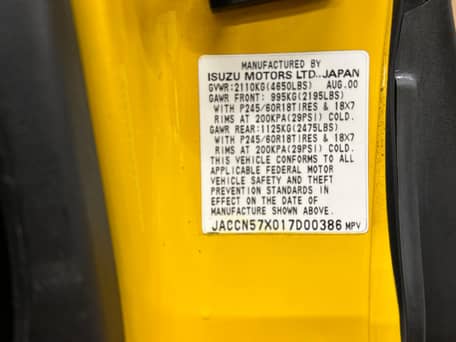 MANUFACTURED BY
ISUZU MOTORS LTD., JAPAN
GVWR:2110KG(4650LBS) AUG.00
GAWR FRONT: 995KG(2195LBS)
WITH P245/60R18TIRES & 18X7
RIMS AT 200KPA(29PSI) COLD.
GAWR REAR:1125KG(2475LBS)
WITH P245/60R18TIRES & 18X7
RIMS AT 200KPA(29PSI) COLD.
THIS VEHICLE CONFORMS TO ALL
APPLICABLE FEDERAL MOTOR
VEHICLE SAFETY AND THEFT
PREVENTION STANDARDS IN
EFFECT ON THE DATE OF
MANUFACTURE SHOWN ABOVE.
JACCN57X017D00386 MPV